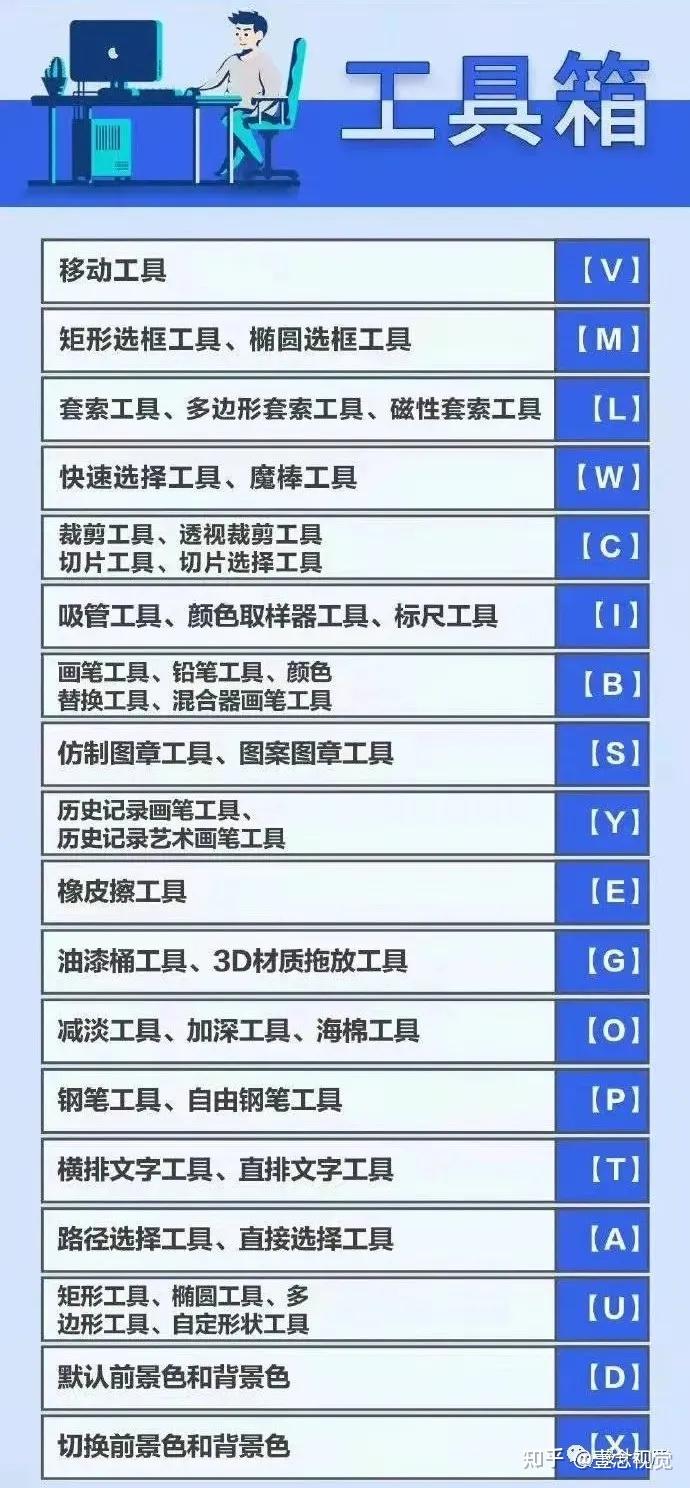 工具箱
移动工具 【V】
矩形选框工具、椭圆选框工具 【M】
套索工具、多边形套索工具、磁性套索工具 【L】
快速选择工具、魔棒工具 【W】
裁剪工具、透视裁剪工具
切片工具、切片选择工具 【C】
吸管工具、颜色取样器工具、标尺工具 【I】
画笔工具、铅笔工具、颜色
替换工具、混合器画笔工具 【B】
仿制图章工具、图案图章工具 【S】
历史记录画笔工具、
历史记录艺术画笔工具 【Y】
橡皮擦工具 【E】
油漆桶工具、3D材质拖放工具 【G】
减淡工具、加深工具、海棉工具 【O】
钢笔工具、自由钢笔工具 【P】
横排文字工具、直排文字工具 【T】
路径选择工具、直接选择工具 【A】
矩形工具、椭圆工具、多
边形工具、自定形状工具 【U】
默认前景色和背景色 【D】
切换前景色和背景色 【X】
知乎 @壹念视觉